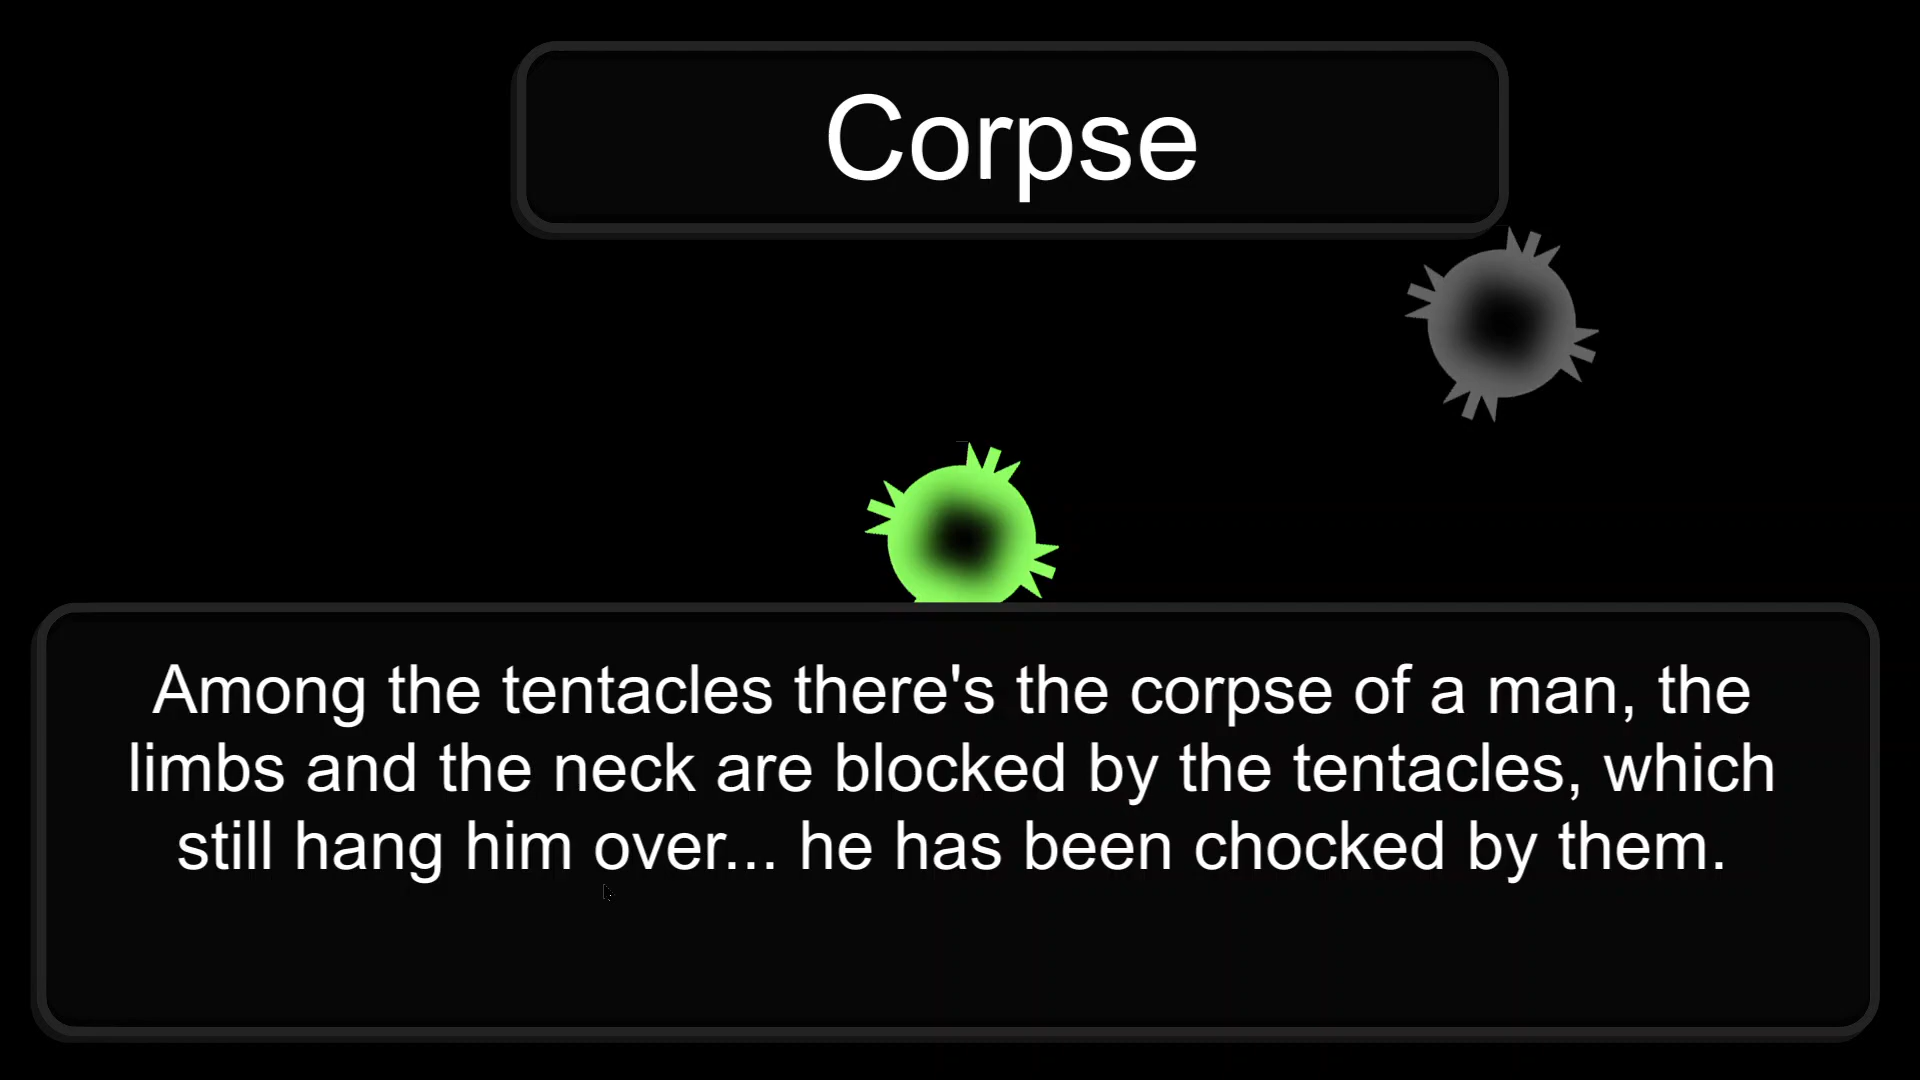 Corpse
Among the tentacles there's the corpse of a man, the
limbs and the neck are blocked by the tentacles, which
still hang him over... he has been chocked by them.